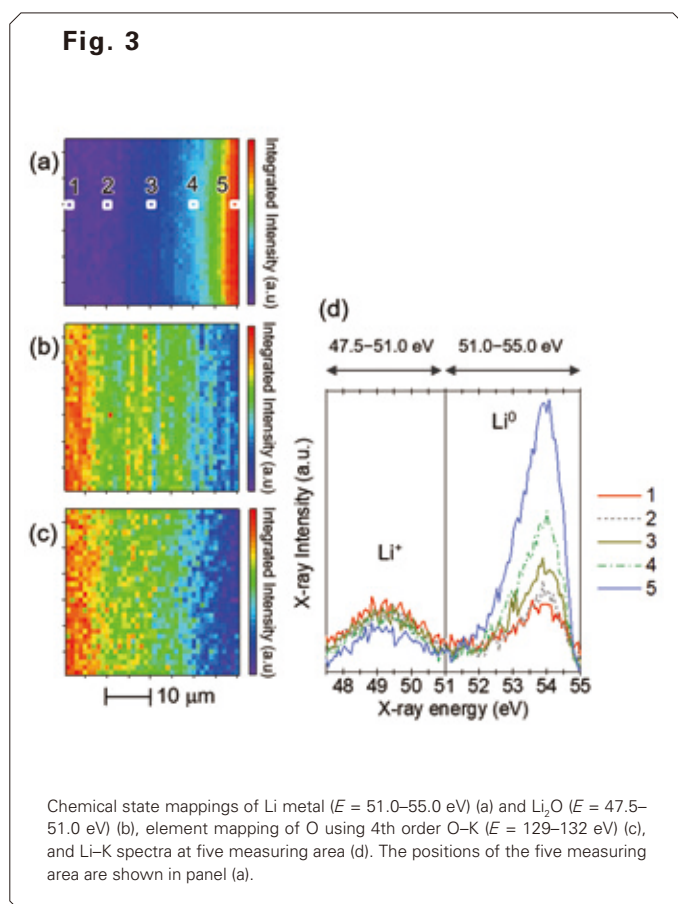 Fig. 3
(a)
1 2 3 4 5
Integrated Intensity (a.u)
(b)
Integrated Intensity (a.u)
(c)
Integrated Intensity (a.u)
10 μm
(d)
47.5–51.0 eV 51.0–55.0 eV
Li⁰
Li⁺
X-ray Intensity (a.u.)
1
2
3
4
5
48 49 50 51 52 53 54 55
X-ray energy (eV)
Chemical state mappings of Li metal (E = 51.0–55.0 eV) (a) and Li₂O (E = 47.5–
51.0 eV) (b), element mapping of O using 4th order O–K (E = 129–132 eV) (c),
and Li–K spectra at five measuring area (d). The positions of the five measuring
area are shown in panel (a).